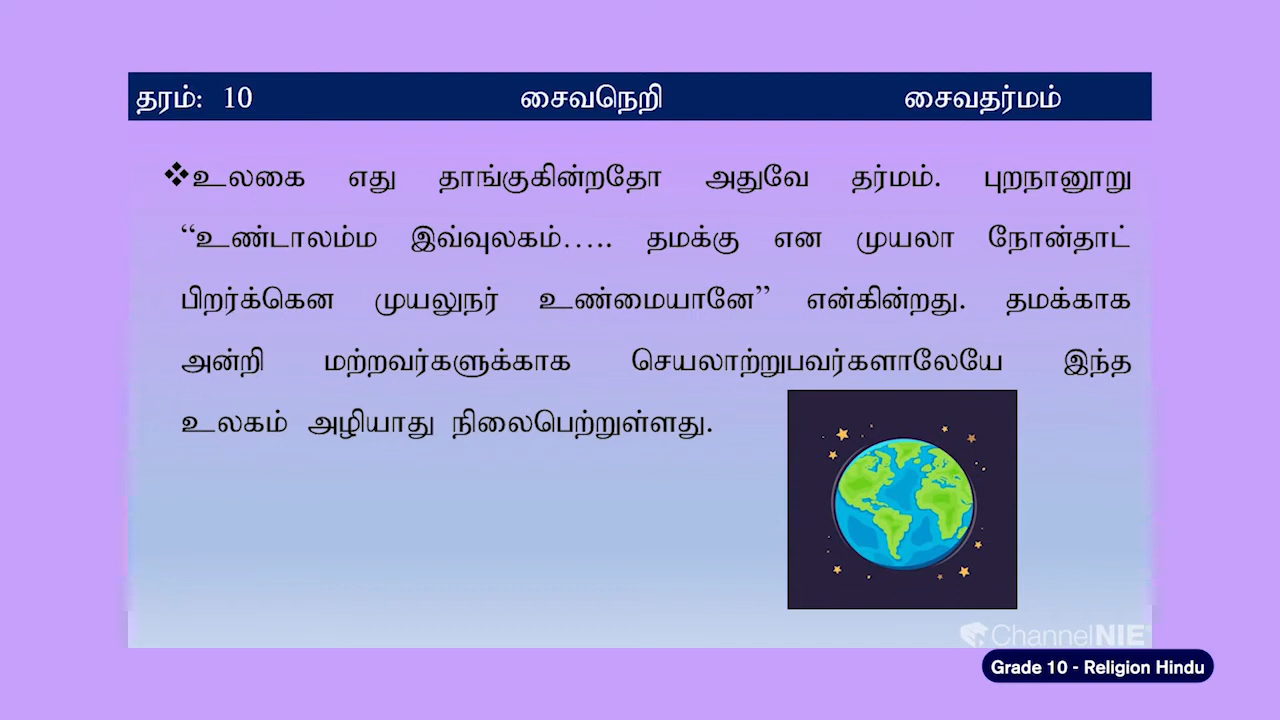 தரம்: 10 சைவநெறி சைவதர்மம்
❖உலகை எது தாங்குகின்றதோ அதுவே தர்மம். புறநானூறு
“உண்டாலம்ம இவ்வுலகம்….. தமக்கு என முயலா நோன்தாட்
பிறர்க்கென முயலுநர் உண்மையானே” என்கின்றது. தமக்காக
அன்றி மற்றவர்களுக்காக செயலாற்றுபவர்களாலேயே இந்த
உலகம் அழியாது நிலைபெற்றுள்ளது.
ChannelNIE
Grade 10 - Religion Hindu